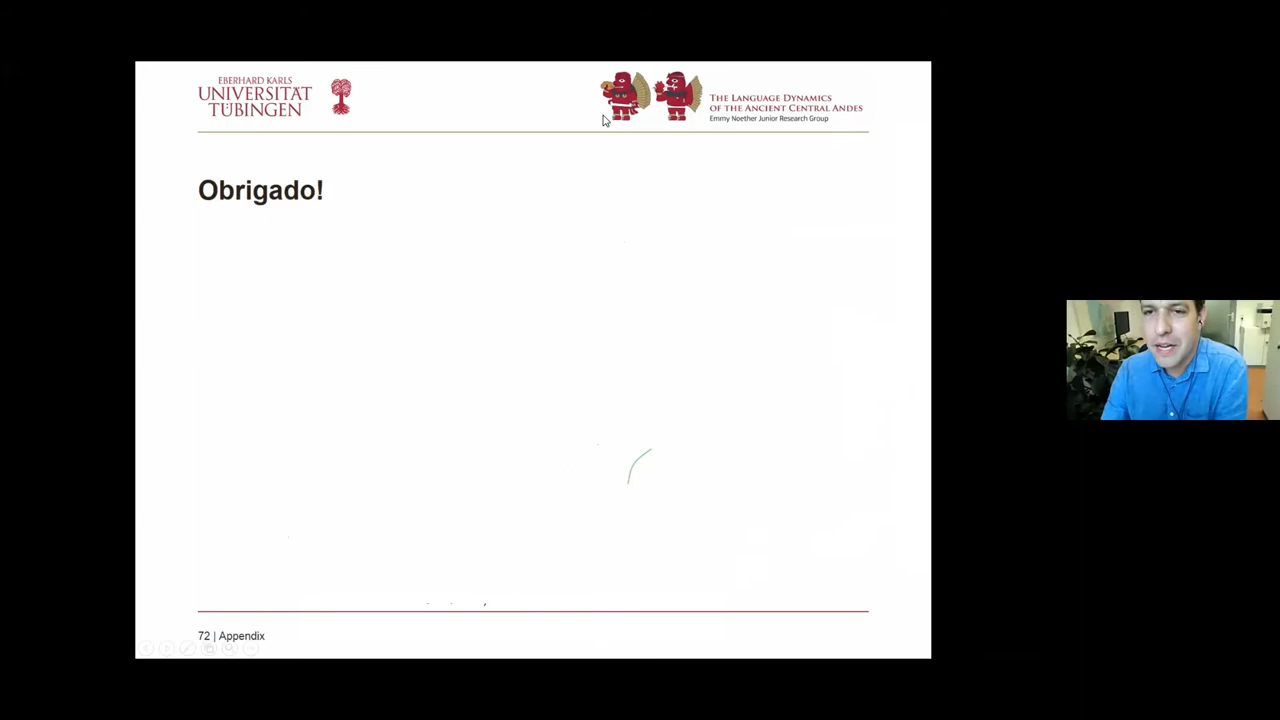 EBERHARD KARLS
UNIVERSITÄT
TÜBINGEN
THE LANGUAGE DYNAMICS
OF THE ANCIENT CENTRAL ANDES
Emmy Noether Junior Research Group
Obrigado!
72 | Appendix